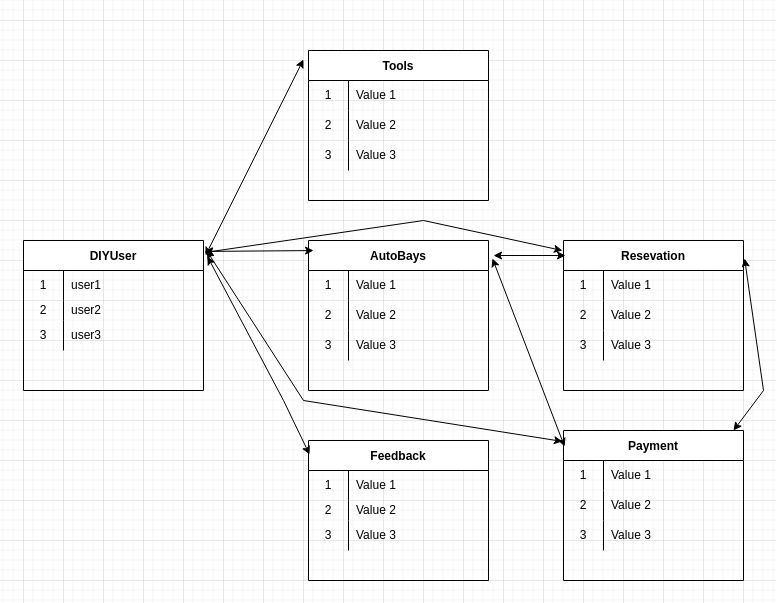 Tools
1 Value 1
2 Value 2
3 Value 3
DIYUser
1 user1
2 user2
3 user3
AutoBays
1 Value 1
2 Value 2
3 Value 3
Resevation
1 Value 1
2 Value 2
3 Value 3
Feedback
1 Value 1
2 Value 2
3 Value 3
Payment
1 Value 1
2 Value 2
3 Value 3